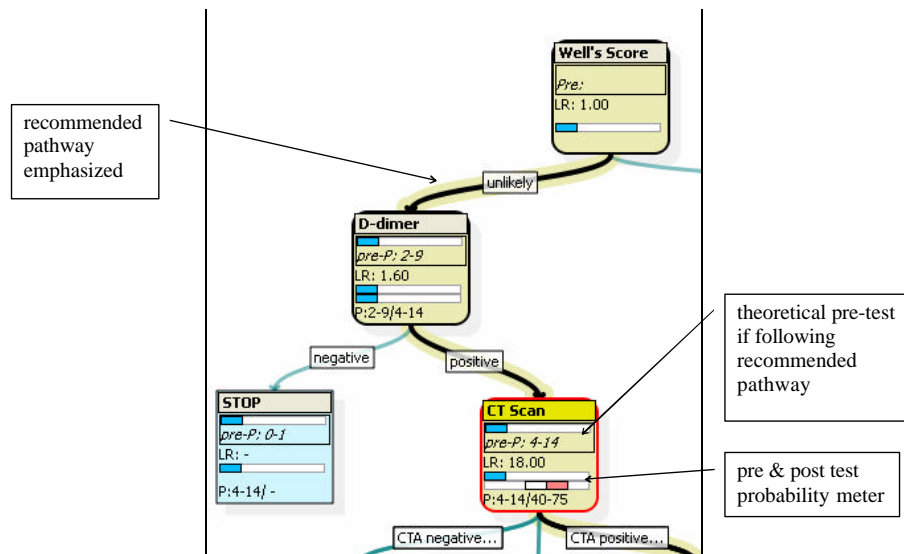 Well's Score
Pre:
LR: 1.00
recommended
pathway
emphasized
unlikely
D-dimer
pre-P: 2-9
LR: 1.60
P:2-9/4-14
negative
positive
theoretical pre-test
if following
recommended
pathway
STOP
pre-P: 0-1
LR: -
P:4-14/ -
CT Scan
pre-P: 4-14
LR: 18.00
P:4-14/40-75
pre & post test
probability meter
CTA negative...
CTA positive...